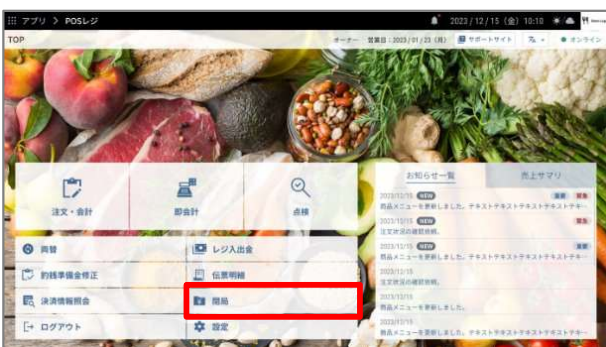 アプリ > POSレジ
2023/12/15 (金) 10:10
TOP
オーナー 営業日:2023/01/23 (月) サポートサイト オンライン
お知らせ一覧 売上サマリ
注文・会計 即会計 点検
2023/12/15 NEW 重要 緊急
商品メニューを更新しました。テキストテキストテキストテキストテキ…
2023/12/15 NEW 緊急
注文状況の確認依頼。
両替 レジ入出金
2023/12/15 NEW 重要
商品メニューを更新しました。テキストテキストテキストテキストテキ…
釣銭準備金修正 伝票明細
2023/12/15
注文状況の確認依頼。
決済情報照会 開局
2023/12/15
商品メニューを更新しました。
ログアウト 設定
2023/12/15
商品メニューを更新しました。テキストテキストテキストテキストテキ…